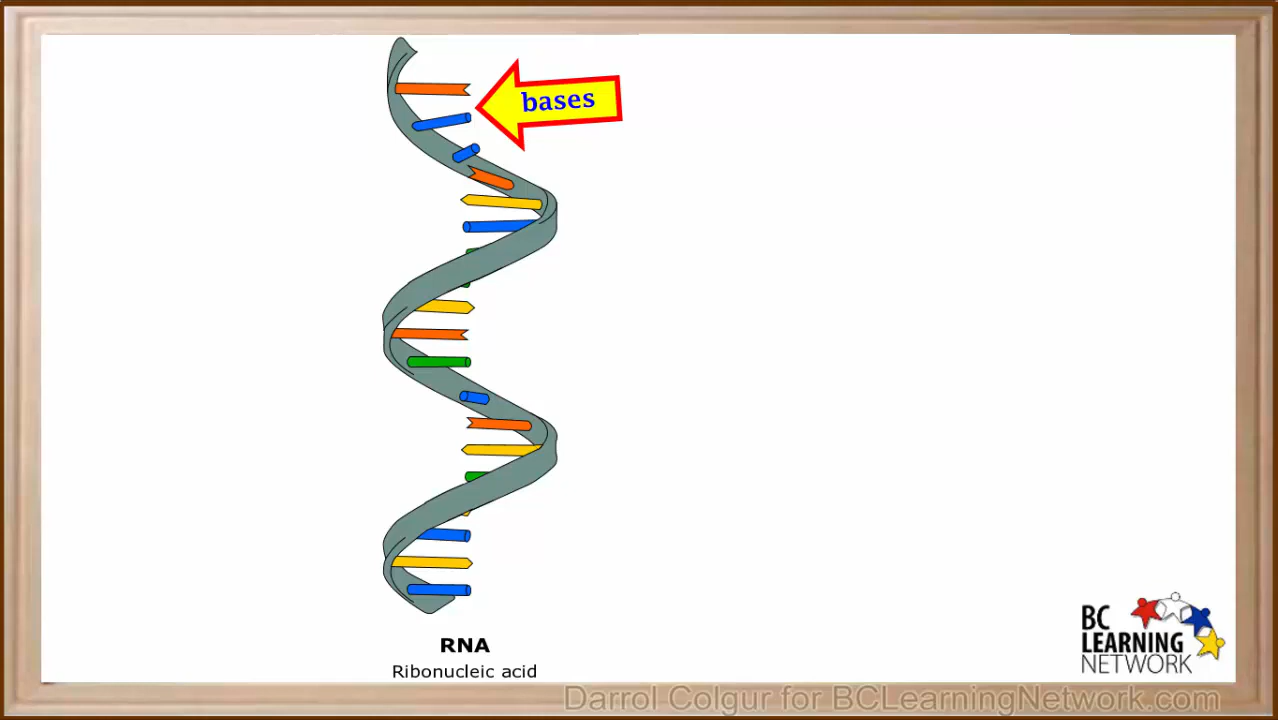 bases
RNA
Ribonucleic acid
BC
LEARNING
NETWORK
Darrol Colgur for BCLearningNetwork.com